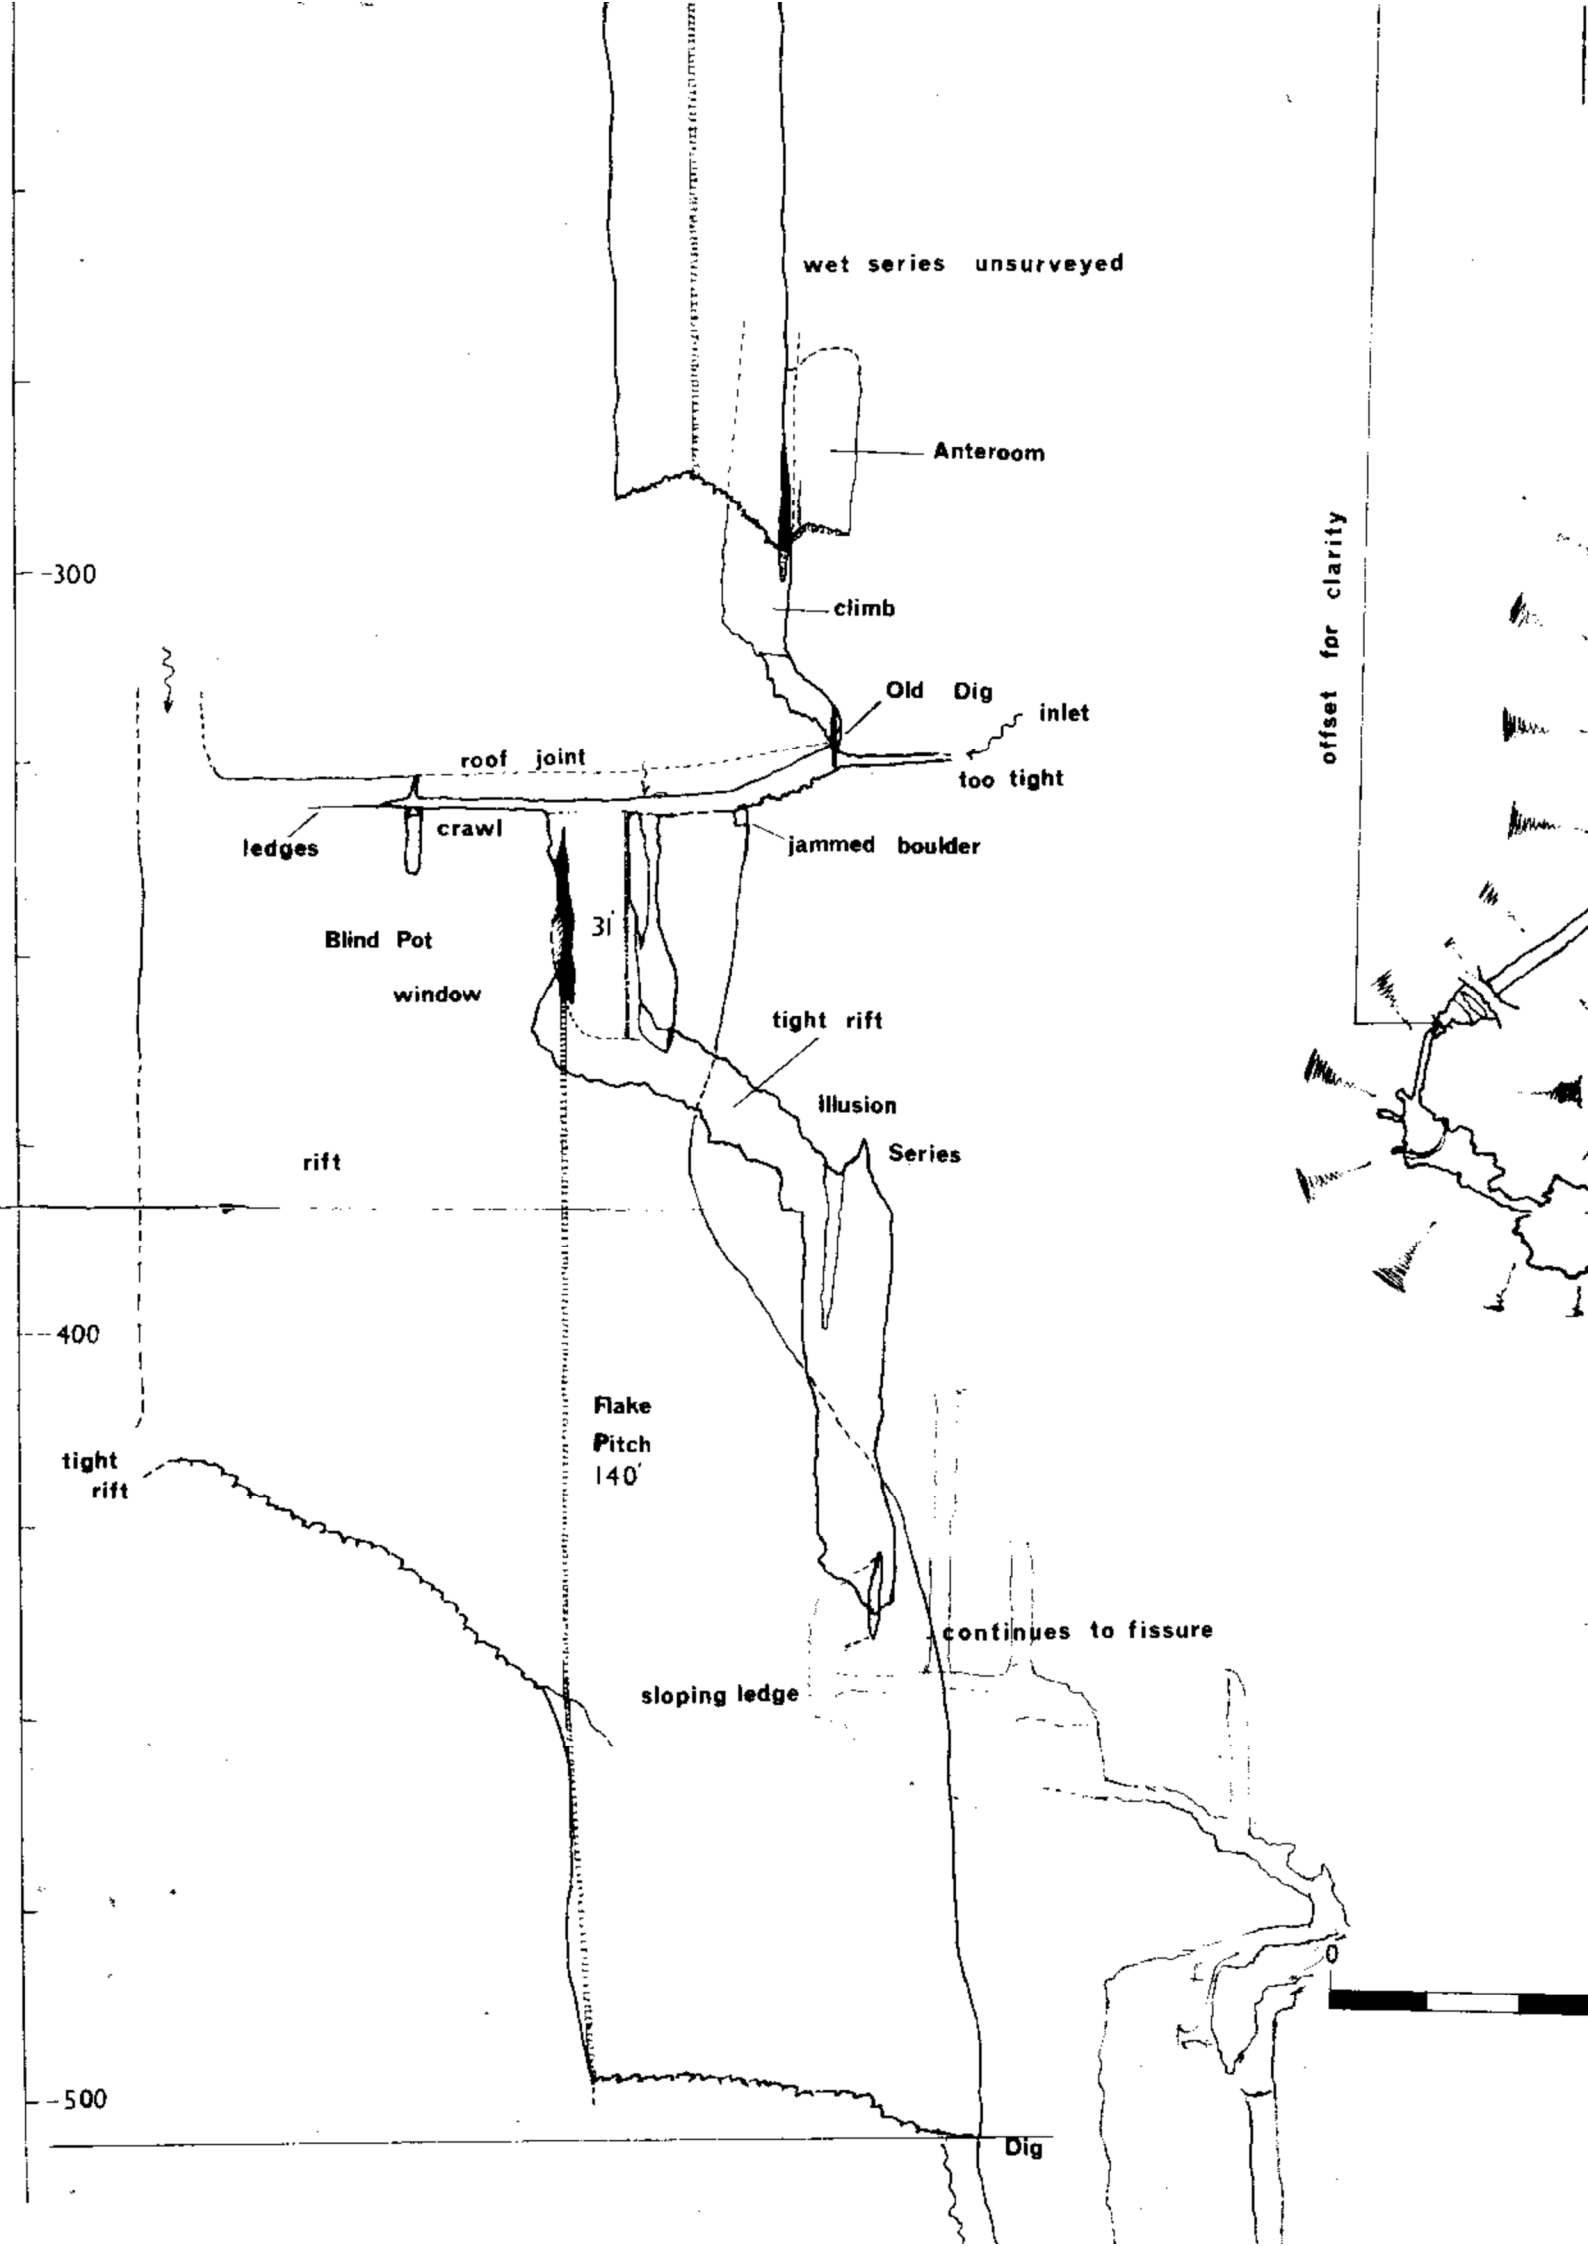 wet series unsurveyed
Anteroom
-300
climb
offset for clarity
Old Dig
inlet
roof joint
too tight
crawl
ledges
jammed boulder
31'
Blind Pot
window
tight rift
Illusion
Series
rift
-400
Flake
Pitch
140'
tight
rift
continues to fissure
sloping ledge
0
-500
Dig